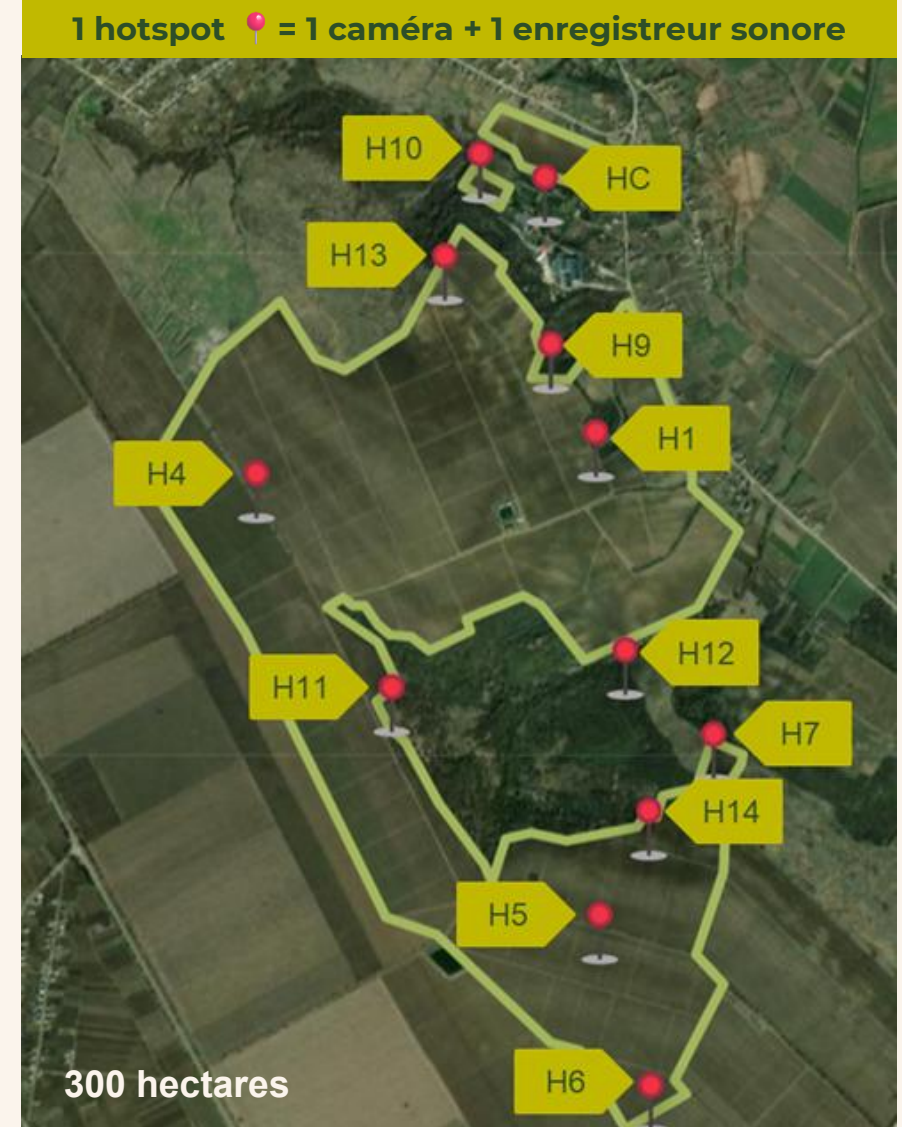 1 hotspot 📍 = 1 caméra + 1 enregistreur sonore
H10
HC
H13
H9
H1
H4
H12
H11
H7
H14
H5
H6
300 hectares